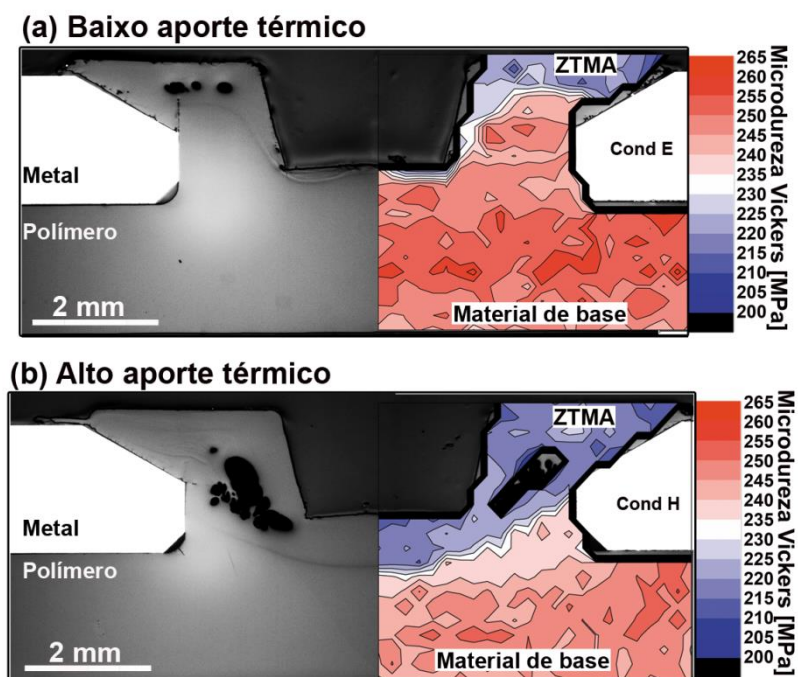 (a) Baixo aporte térmico
ZTMA
Metal
Cond E
Polímero
2 mm
Material de base
265
260
255
250
245
240
235
230
225
220
215
210
205
200
Microdureza Vickers [MPa]
(b) Alto aporte térmico
ZTMA
Metal
Cond H
Polímero
2 mm
Material de base
265
260
255
250
245
240
235
230
225
220
215
210
205
200
Microdureza Vickers [MPa]